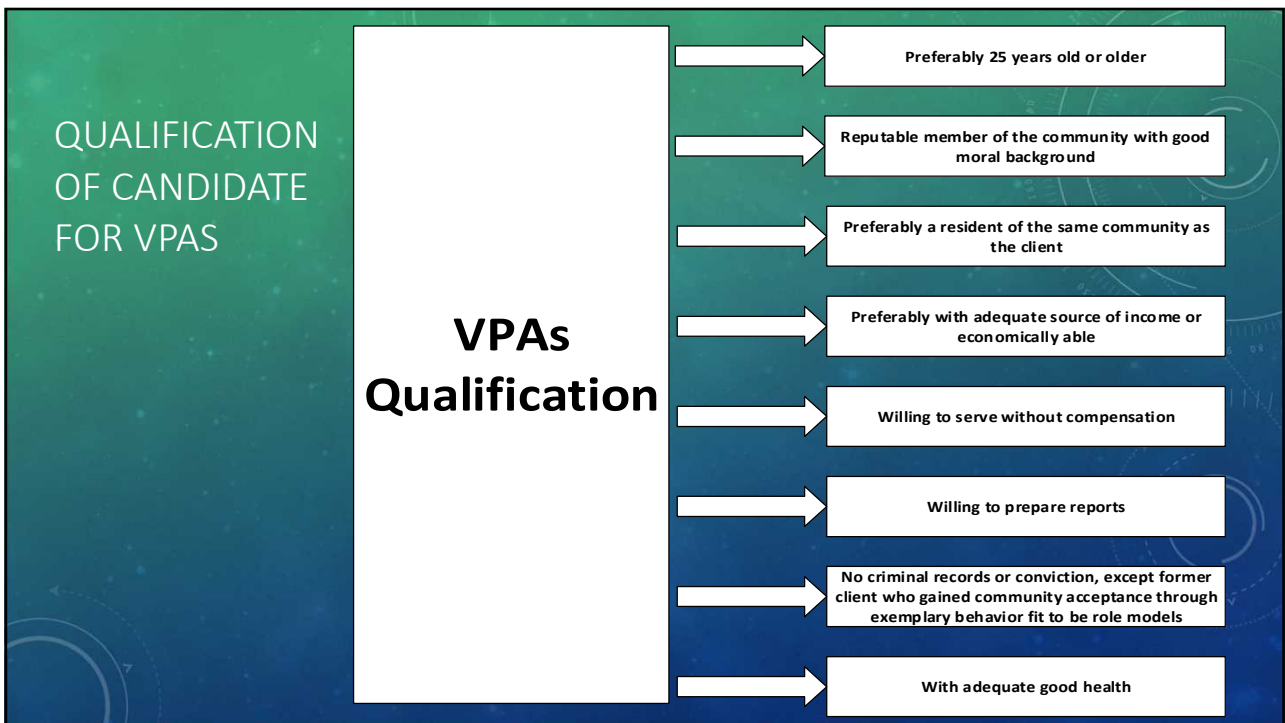 QUALIFICATION
OF CANDIDATE
FOR VPAS
VPAs
Qualification
Preferably 25 years old or older
Reputable member of the community with good
moral background
Preferably a resident of the same community as
the client
Preferably with adequate source of income or
economically able
Willing to serve without compensation
Willing to prepare reports
No criminal records or conviction, except former
client who gained community acceptance through
exemplary behavior fit to be role models
With adequate good health